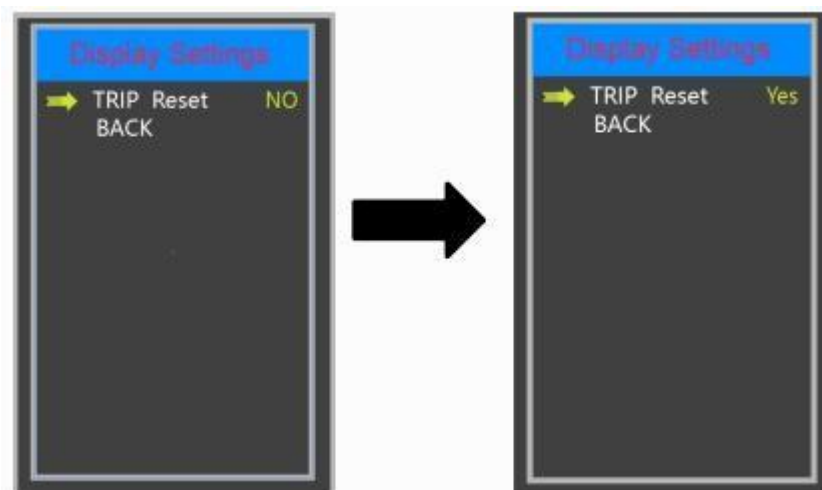 Display Settings
TRIP Reset NO
BACK
Display Settings
TRIP Reset Yes
BACK